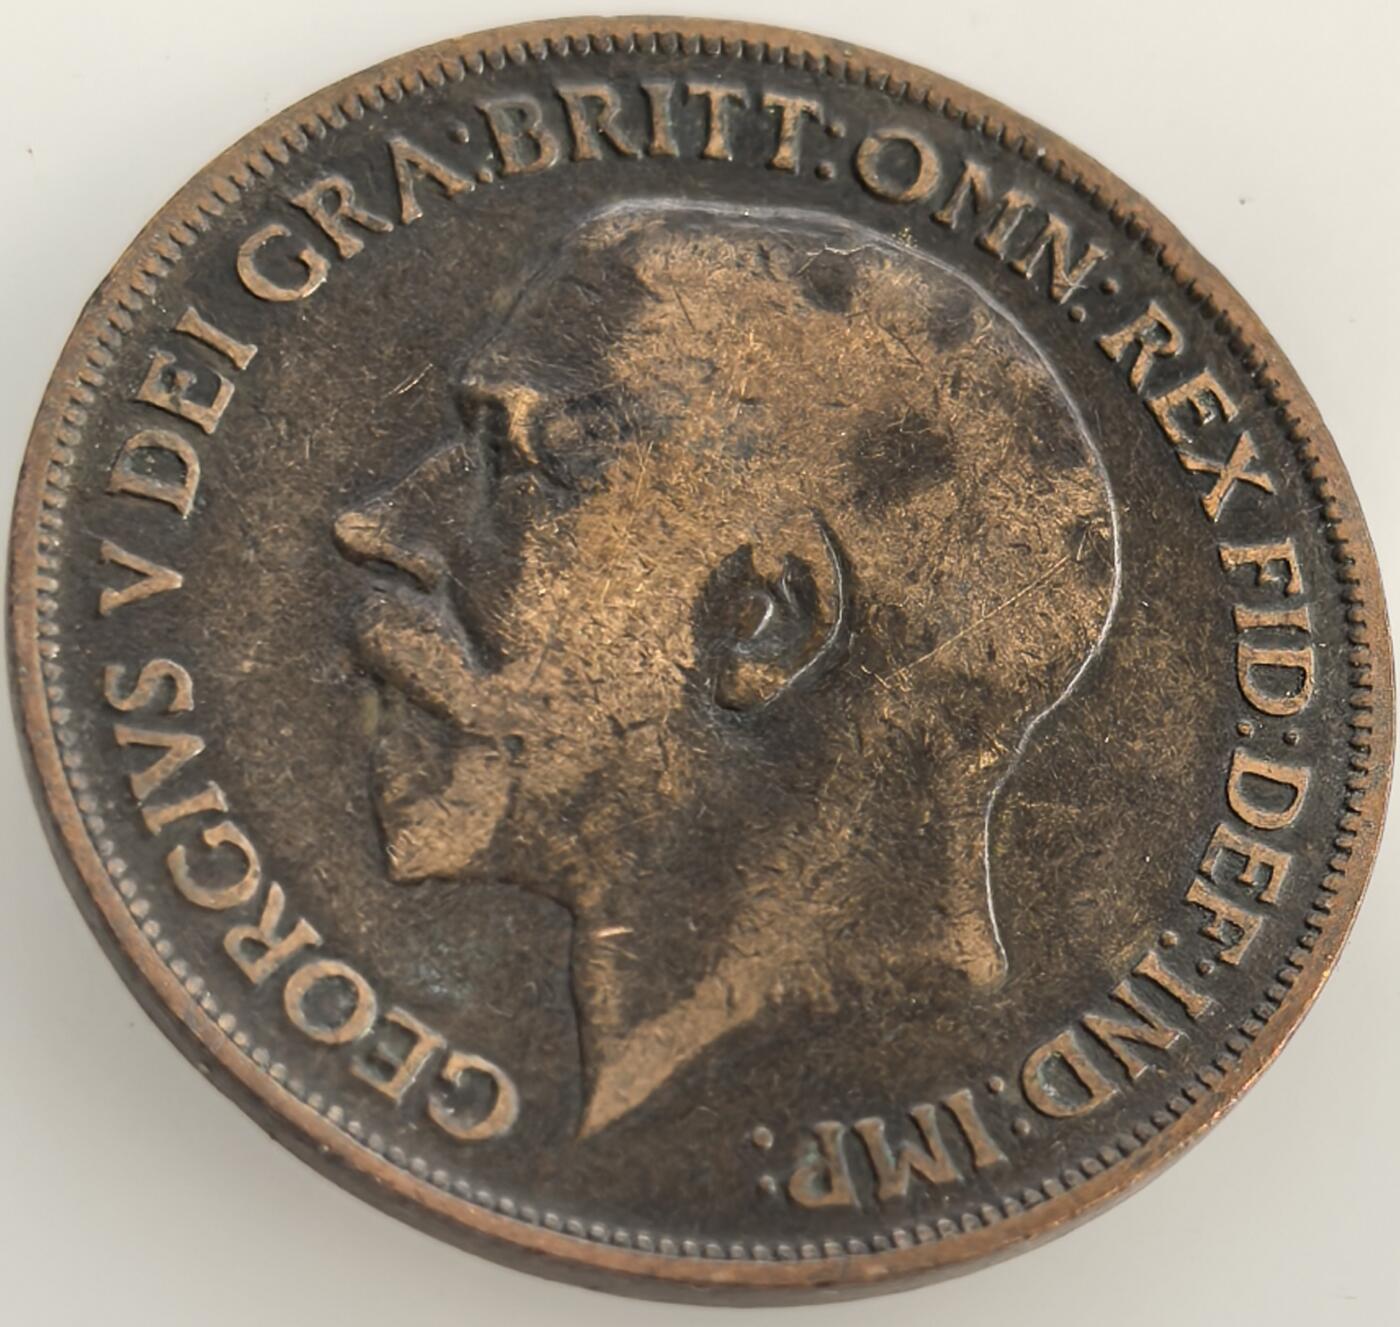 GEORGIVS V DEI GRA: BRITT: OMN: REX FID: DEF: IND: IMP: